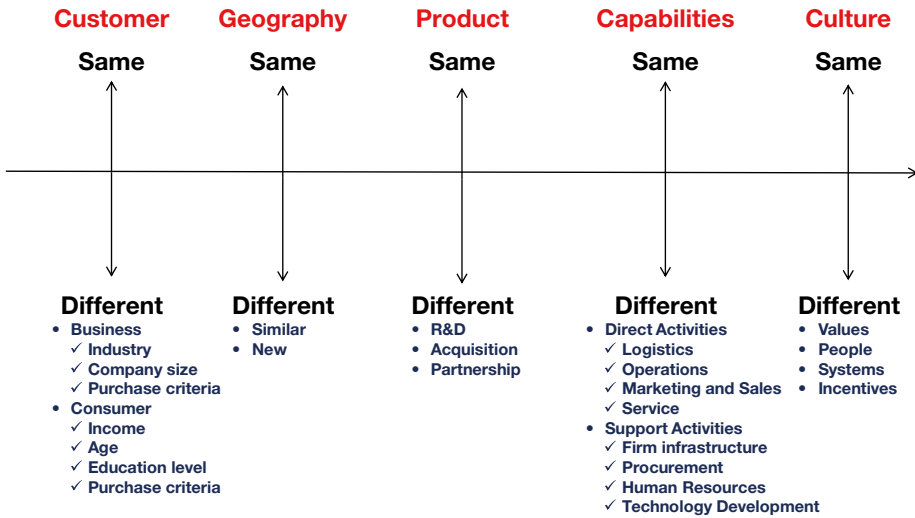 Customer
Same
Different
• Business
✓ Industry
✓ Company size
✓ Purchase criteria
• Consumer
✓ Income
✓ Age
✓ Education level
✓ Purchase criteria
Geography
Same
Different
• Similar
• New
Product
Same
Different
• R&D
• Acquisition
• Partnership
Capabilities
Same
Different
• Direct Activities
✓ Logistics
✓ Operations
✓ Marketing and Sales
✓ Service
• Support Activities
✓ Firm infrastructure
✓ Procurement
✓ Human Resources
✓ Technology Development
Culture
Same
Different
• Values
• People
• Systems
• Incentives